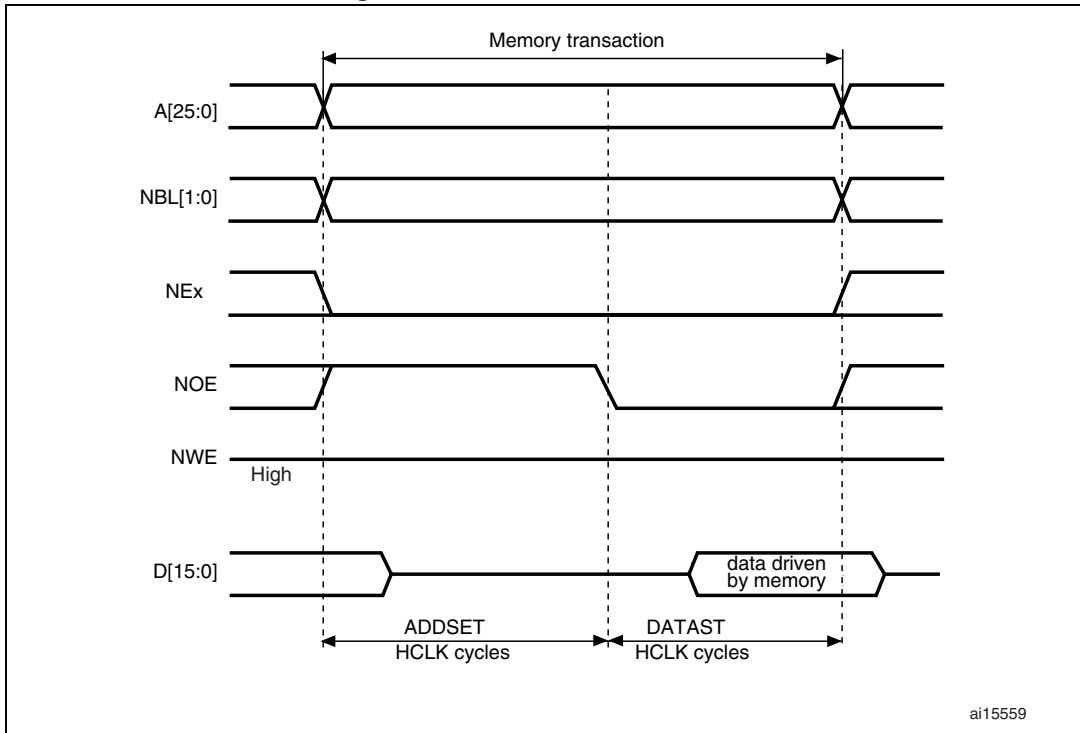 Memory transaction
A[25:0]
NBL[1:0]
NEx
NOE
NWE
High
D[15:0]
data driven
by memory
ADDSET
HCLK cycles
DATAST
HCLK cycles
ai15559